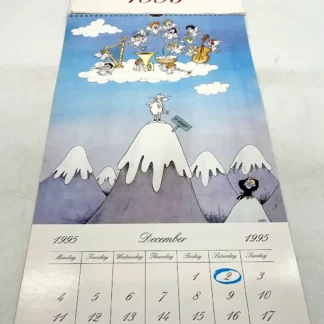 1995
1995 December 1995
Monday Tuesday Wednesday Thursday Friday Saturday Sunday
1 2 3
4 5 6 7 8 9 10
11 12 13 14 15 16 17